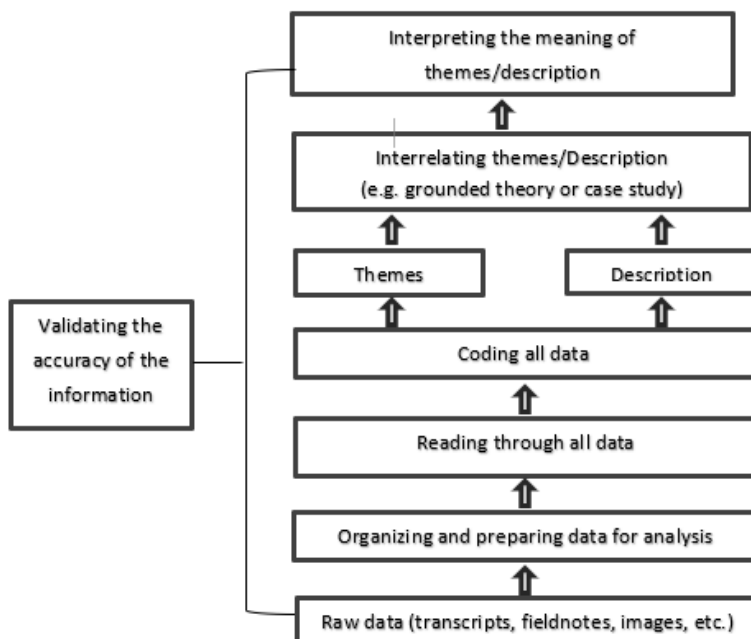 Interpreting the meaning of
themes/description
Interrelating themes/Description
(e.g. grounded theory or case study)
Themes
Description
Validating the
accuracy of the
information
Coding all data
Reading through all data
Organizing and preparing data for analysis
Raw data (transcripts, fieldnotes, images, etc.)